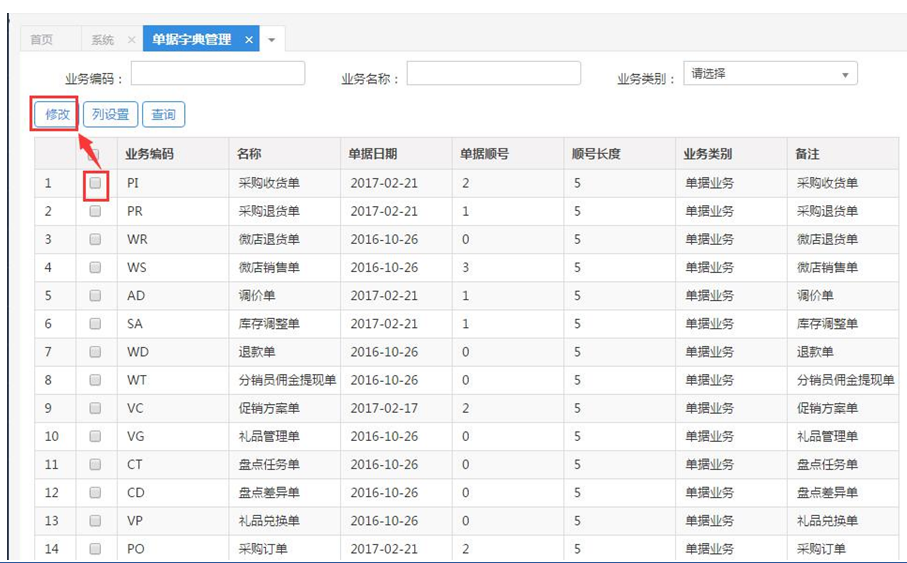 首页 系统 × 单据字典管理 ×
业务编码： 业务名称： 业务类别： 请选择
修改 列设置 查询
业务编码 名称 单据日期 单据顺号 顺号长度 业务类别 备注
1 PI 采购收货单 2017-02-21 2 5 单据业务 采购收货单
2 PR 采购退货单 2017-02-21 1 5 单据业务 采购退货单
3 WR 微店退货单 2016-10-26 0 5 单据业务 微店退货单
4 WS 微店销售单 2016-10-26 3 5 单据业务 微店销售单
5 AD 调价单 2017-02-21 1 5 单据业务 调价单
6 SA 库存调整单 2017-02-21 1 5 单据业务 库存调整单
7 WD 退款单 2016-10-26 0 5 单据业务 退款单
8 WT 分销员佣金提现单 2016-10-26 0 5 单据业务 分销员佣金提现单
9 VC 促销方案单 2017-02-17 2 5 单据业务 促销方案单
10 VG 礼品管理单 2016-10-26 0 5 单据业务 礼品管理单
11 CT 盘点任务单 2016-10-26 0 5 单据业务 盘点任务单
12 CD 盘点差异单 2016-10-26 0 5 单据业务 盘点差异单
13 VP 礼品兑换单 2016-10-26 0 5 单据业务 礼品兑换单
14 PO 采购订单 2017-02-21 2 5 单据业务 采购订单